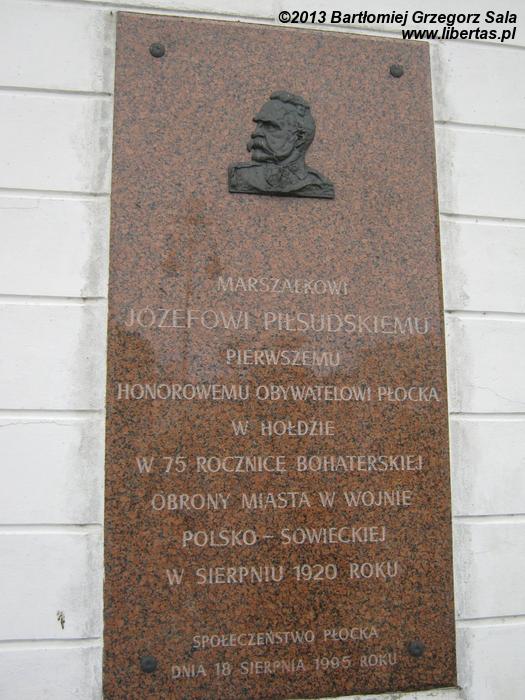 ©2013 Bartłomiej Grzegorz Sala
www.libertas.pl
MARSZAŁKOWI
JÓZEFOWI PIŁSUDSKIEMU
PIERWSZEMU
HONOROWEMU OBYWATELOWI PŁOCKA
W HOŁDZIE
W 75 ROCZNICĘ BOHATERSKIEJ
OBRONY MIASTA W WOJNIE
POLSKO – SOWIECKIEJ
W SIERPNIU 1920 ROKU
SPOŁECZEŃSTWO PŁOCKA
DNIA 18 SIERPNIA 1995 ROKU